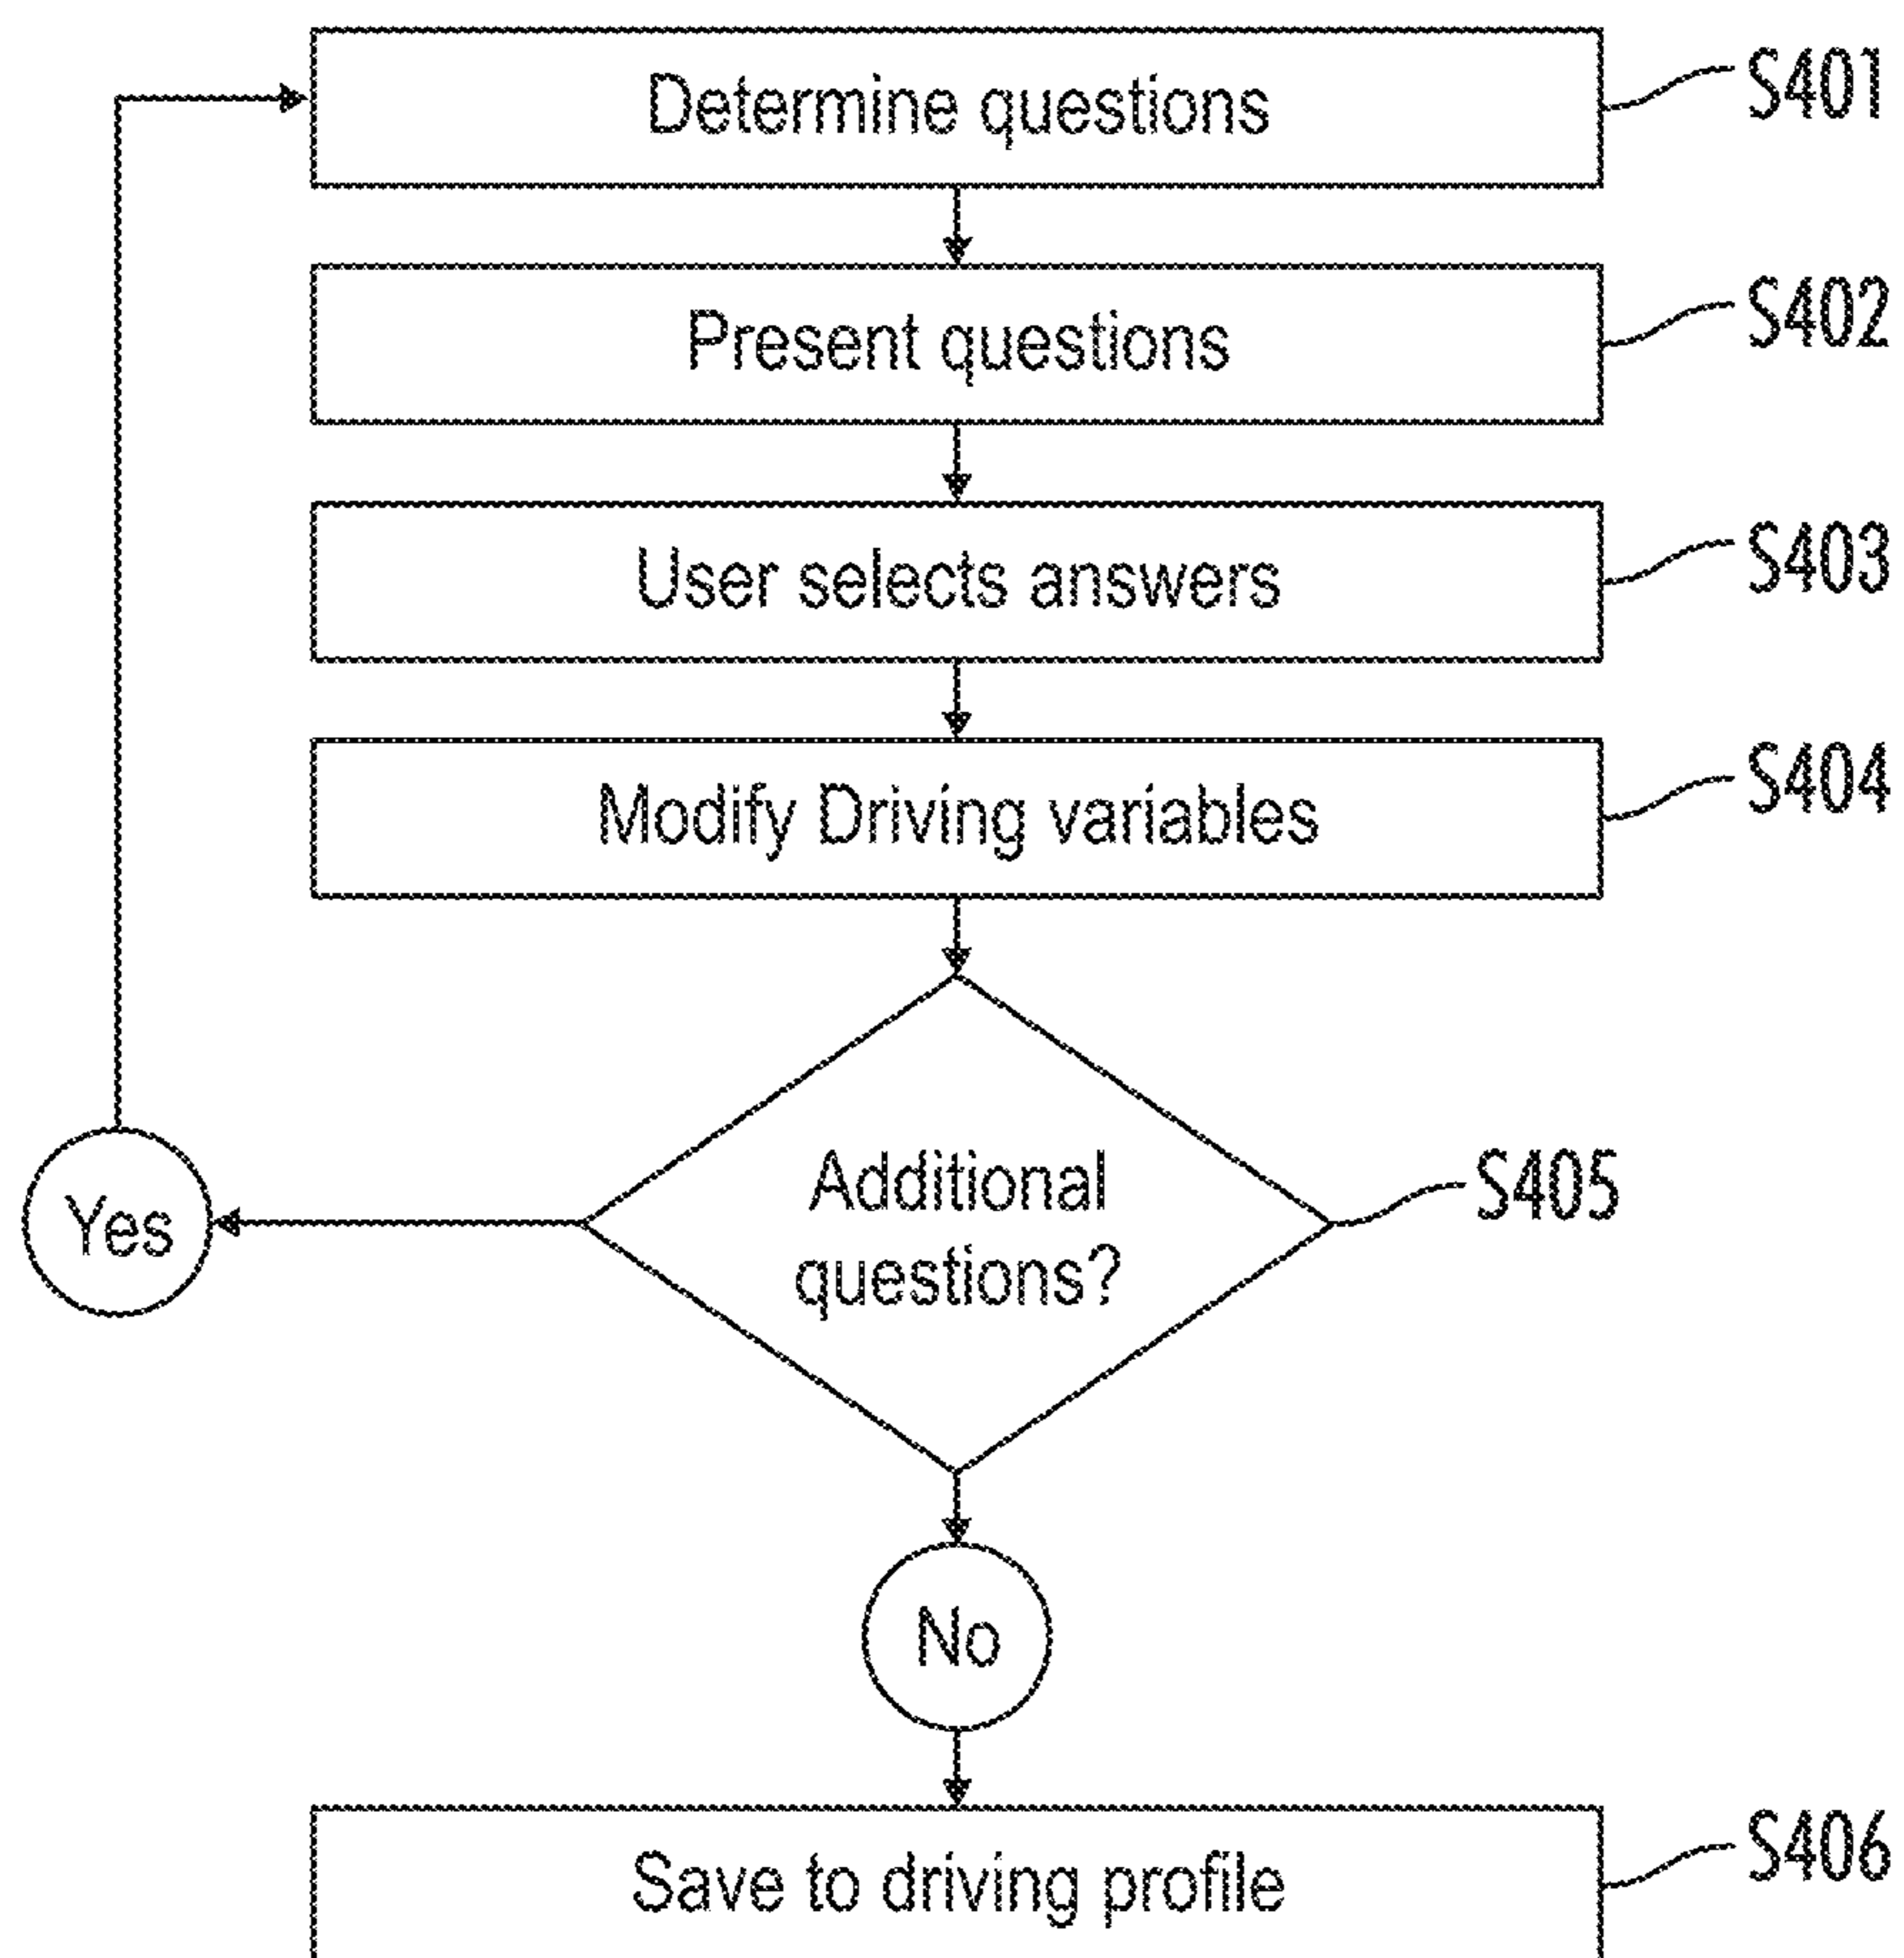 Determine questions
S401
Present questions
S402
User selects answers
S403
Modify Driving variables
S404
Additional
questions?
S405
Yes
No
Save to driving profile
S406